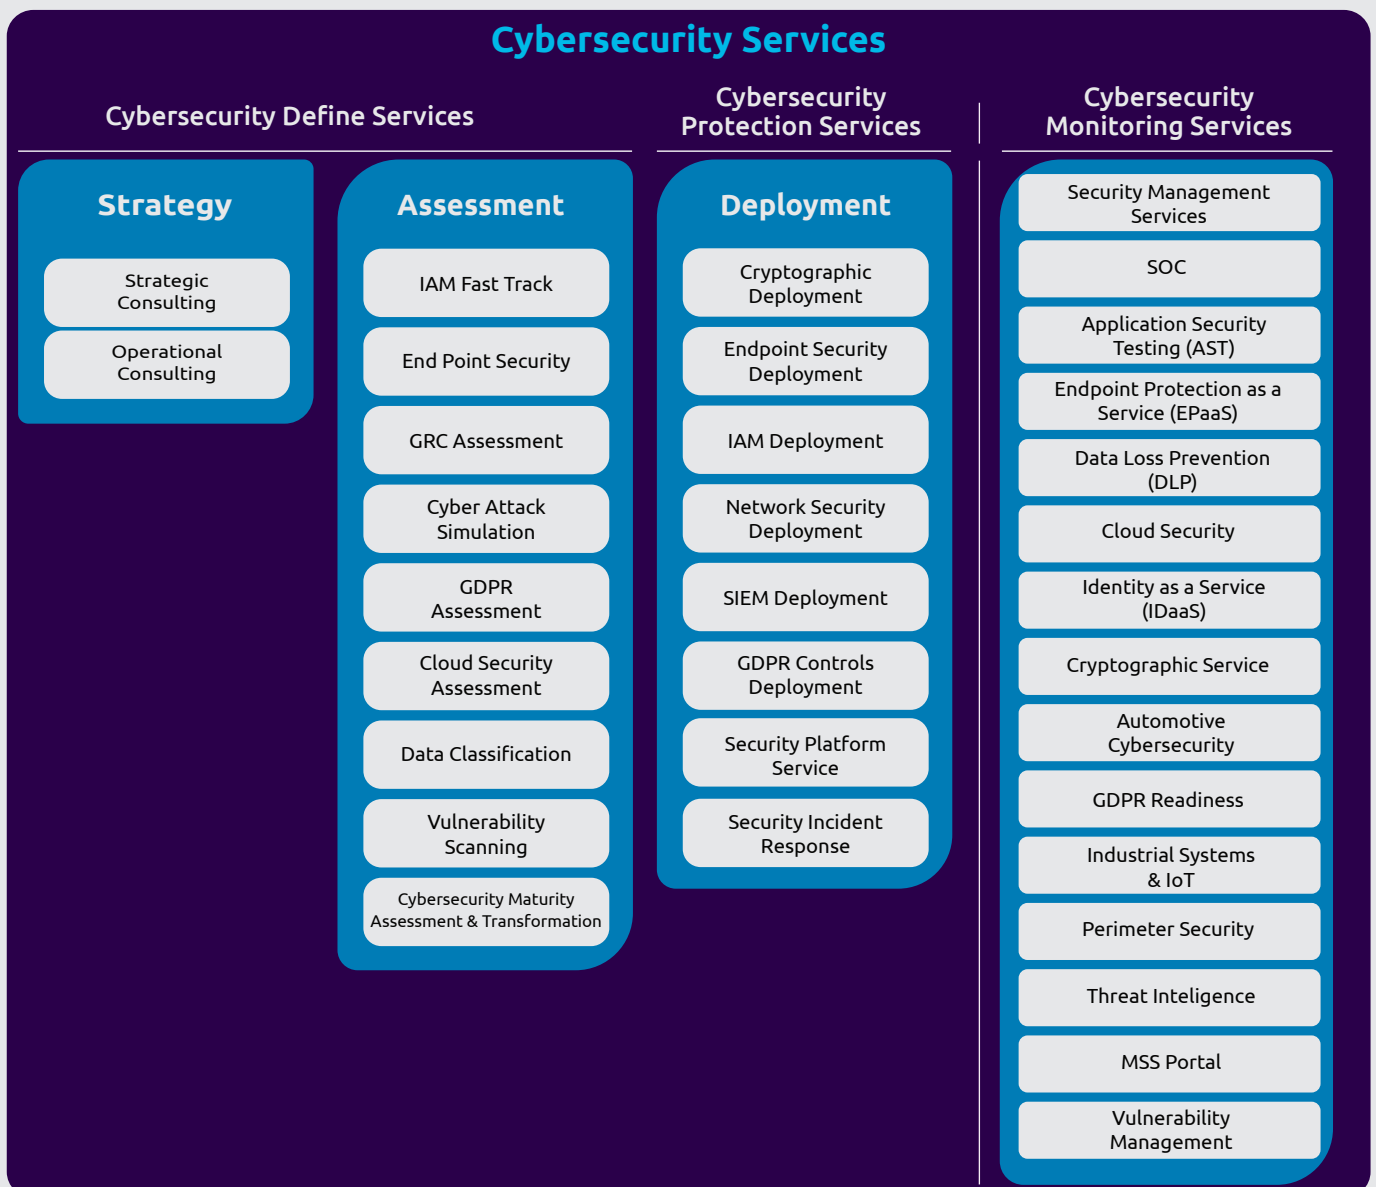 Cybersecurity Services
Cybersecurity Define Services
Strategy
Strategic
Consulting
Operational
Consulting
Assessment
IAM Fast Track
End Point Security
GRC Assessment
Cyber Attack
Simulation
GDPR
Assessment
Cloud Security
Assessment
Data Classification
Vulnerability
Scanning
Cybersecurity Maturity
Assessment & Transformation
Cybersecurity
Protection Services
Deployment
Cryptographic
Deployment
Endpoint Security
Deployment
IAM Deployment
Network Security
Deployment
SIEM Deployment
GDPR Controls
Deployment
Security Platform
Service
Security Incident
Response
Cybersecurity
Monitoring Services
Security Management
Services
SOC
Application Security
Testing (AST)
Endpoint Protection as a
Service (EPaaS)
Data Loss Prevention
(DLP)
Cloud Security
Identity as a Service
(IDaaS)
Cryptographic Service
Automotive
Cybersecurity
GDPR Readiness
Industrial Systems
& IoT
Perimeter Security
Threat Inteligence
MSS Portal
Vulnerability
Management